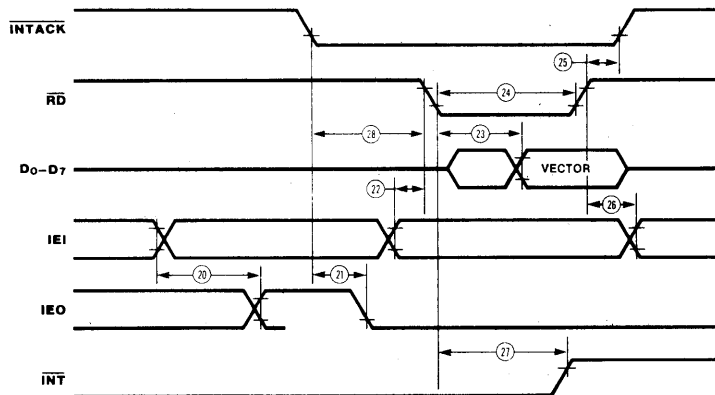 INTACK
25
RD
24
28
23
D0–D7
VECTOR
22
26
IEI
20
21
IEO
27
INT